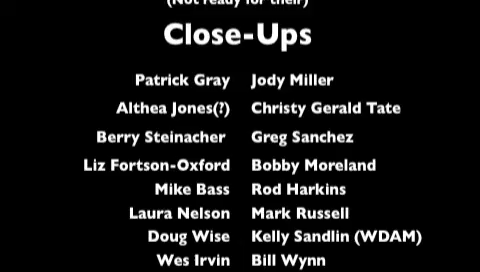 (Not ready for their)
Close-Ups
Patrick Gray Jody Miller
Althea Jones(?) Christy Gerald Tate
Berry Steinacher Greg Sanchez
Liz Fortson-Oxford Bobby Moreland
Mike Bass Rod Harkins
Laura Nelson Mark Russell
Doug Wise Kelly Sandlin (WDAM)
Wes Irvin Bill Wynn